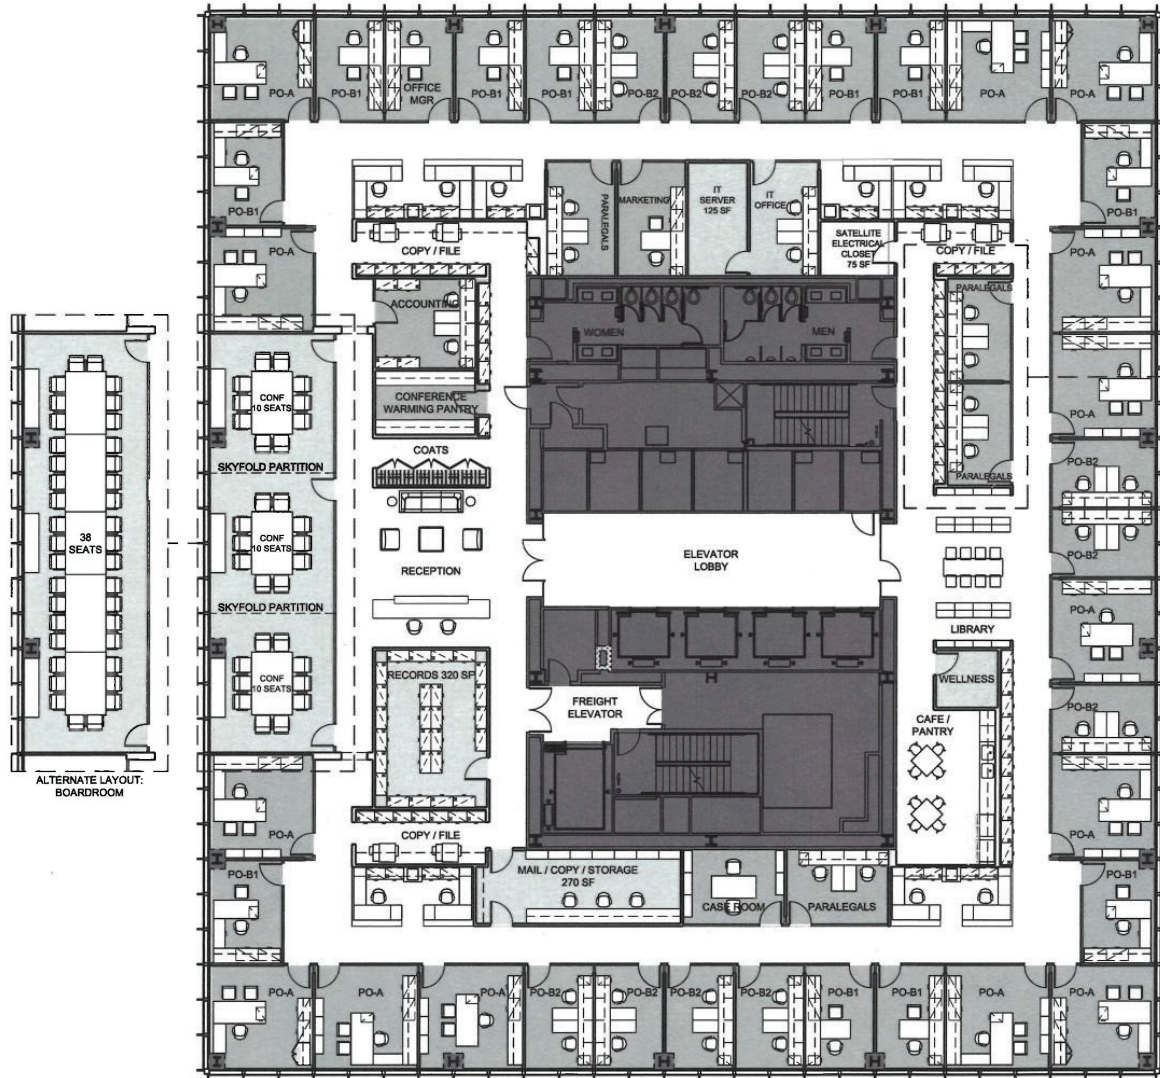 PO-A
PO-B1
OFFICE
MGR
PO-B1
PO-B1
PO-B2
PO-B2
PO-B2
PO-B1
PO-B1
PO-A
PO-A
PO-B1
PARALEGALS
MARKETING
IT
SERVER
125 SF
IT
OFFICE
PO-B1
PO-A
COPY / FILE
SATELLITE
ELECTRICAL
CLOSET
75 SF
COPY / FILE
PO-A
ACCOUNTING
PARALEGALS
WOMEN
MEN
CONF
10 SEATS
CONFERENCE
WARMING PANTRY
PO-A
COATS
SKYFOLD PARTITION
PO-B2
PARALEGALS
38
SEATS
CONF
10 SEATS
RECEPTION
ELEVATOR
LOBBY
PO-B2
SKYFOLD PARTITION
PO-A
LIBRARY
CONF
10 SEATS
RECORDS 320 SF
WELLNESS
FREIGHT
ELEVATOR
PO-B2
CAFE /
PANTRY
ALTERNATE LAYOUT:
BOARDROOM
PO-A
COPY / FILE
PO-A
PO-B1
MAIL / COPY / STORAGE
270 SF
CASE ROOM
PARALEGALS
PO-B1
PO-A
PO-A
PO-A
PO-B2
PO-B2
PO-B2
PO-B2
PO-B1
PO-B1
PO-A
PO-A